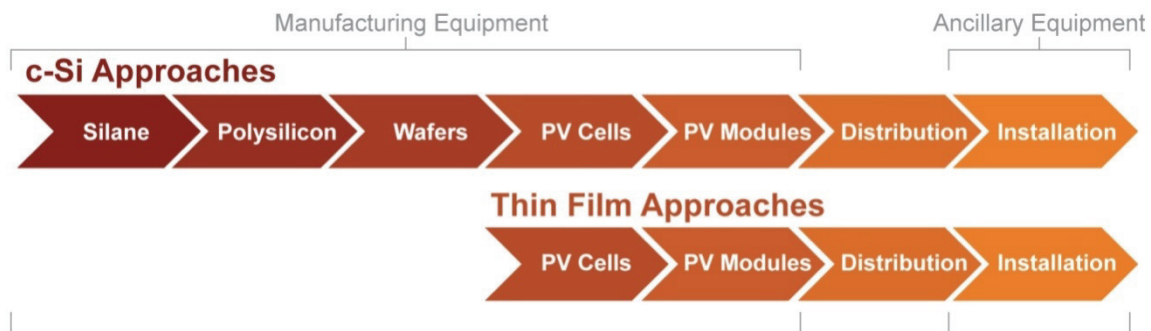 Manufacturing Equipment Ancillary Equipment
c-Si Approaches
Silane Polysilicon Wafers PV Cells PV Modules Distribution Installation
Thin Film Approaches
PV Cells PV Modules Distribution Installation